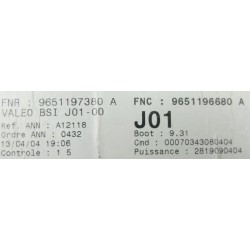 FNR : 9651197380 A
FNC : 9651196680 A
VALEO BSI J01-00
J01
Ref. ANN : A12118
Ordre ANN : 0432
Boot : 9.31
13/04/04 19:06
Cmd : 00070343080404
Controle : 1 5
Puissance : 2819090404